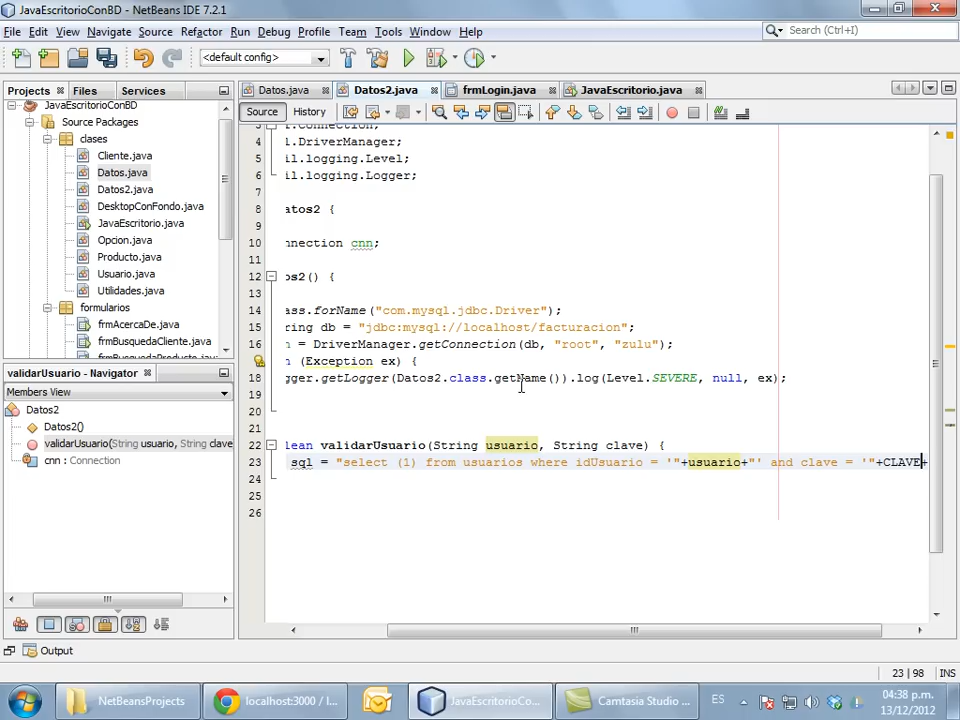 JavaEscritorioConBD - NetBeans IDE 7.2.1
File Edit View Navigate Source Refactor Run Debug Profile Team Tools Window Help
Search (Ctrl+I)
<default config>
Projects Files Services
Datos.java Datos2.java frmLogin.java JavaEscritorio.java
Source History
JavaEscritorioConBD
Source Packages
clases
Cliente.java
Datos.java
Datos2.java
DesktopConFondo.java
JavaEscritorio.java
Opcion.java
Producto.java
Usuario.java
Utilidades.java
formularios
frmAcercaDe.java
frmBusquedaCliente.java
frmBusquedaProducto.java
validarUsuario - Navigator
Members View
Datos2
Datos2()
validarUsuario(String usuario, String clave
cnn : Connection
3 l.Connection;
4 l.DriverManager;
5 il.logging.Level;
6 il.logging.Logger;
7
8 atos2 {
9
10 nnection cnn;
11
12 os2() {
13
14 ass.forName("com.mysql.jdbc.Driver");
15 ring db = "jdbc:mysql://localhost/facturacion";
16 n = DriverManager.getConnection(db, "root", "zulu");
h (Exception ex) {
18 gger.getLogger(Datos2.class.getName()).log(Level.SEVERE, null, ex);
19
20
21
22 lean validarUsuario(String usuario, String clave) {
23 sql = "select (1) from usuarios where idUsuario = '"+usuario+"' and clave = '"+CLAVE+
24
25
26
Output
23 | 98 INS
NetBeansProjects
localhost:3000 / l...
JavaEscritorioCo...
Camtasia Studio ...
ES
04:38 p.m.
13/12/2012